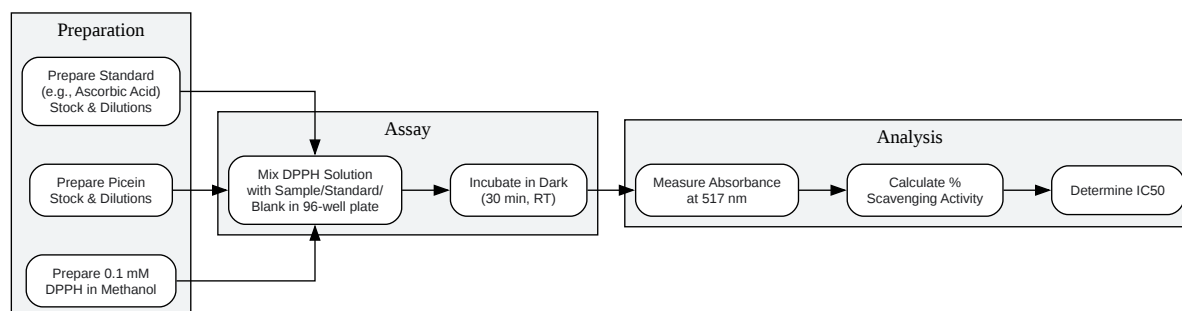 Preparation
Prepare Standard
(e.g., Ascorbic Acid)
Stock & Dilutions
Prepare Picein
Stock & Dilutions
Prepare 0.1 mM
DPPH in Methanol
Assay
Mix DPPH Solution
with Sample/Standard/
Blank in 96-well plate
Incubate in Dark
(30 min, RT)
Analysis
Measure Absorbance
at 517 nm
Calculate %
Scavenging Activity
Determine IC50